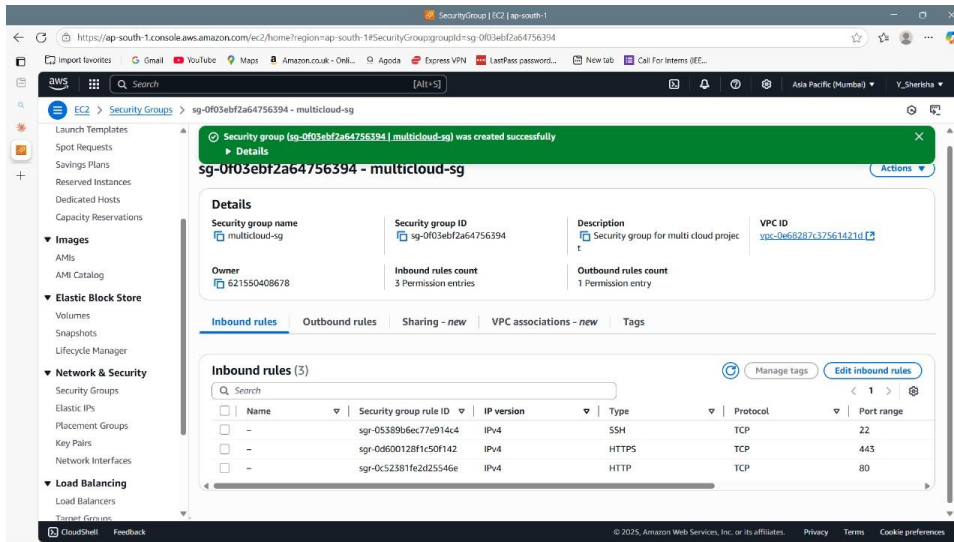 SecurityGroup | EC2 | ap-south-1
https://ap-south-1.console.aws.amazon.com/ec2/home?region=ap-south-1#SecurityGroup:groupId=sg-0f03ebf2a64756394
Import favorites Gmail YouTube Maps Amazon.co.uk - Onli... Agoda Express VPN LastPass password... New tab Call For Interns (IEE...
aws Search [Alt+S] Asia Pacific (Mumbai) Y_Sherisha
EC2 > Security Groups > sg-0f03ebf2a64756394 - multicloud-sg
Launch Templates
Spot Requests
Savings Plans
Reserved Instances
Dedicated Hosts
Capacity Reservations
Images
AMIs
AMI Catalog
Elastic Block Store
Volumes
Snapshots
Lifecycle Manager
Network & Security
Security Groups
Elastic IPs
Placement Groups
Key Pairs
Network Interfaces
Load Balancing
Load Balancers
Target Groups
Security group (sg-0f03ebf2a64756394 | multicloud-sg) was created successfully
Details
sg-0f03ebf2a64756394 - multicloud-sg
Actions
Details
Security group name
multicloud-sg
Security group ID
sg-0f03ebf2a64756394
Description
Security group for multi cloud projec
t
VPC ID
vpc-0e68287c37561421d
Owner
621550408678
Inbound rules count
3 Permission entries
Outbound rules count
1 Permission entry
Inbound rules Outbound rules Sharing - new VPC associations - new Tags
Inbound rules (3)
Manage tags Edit inbound rules
Search
1
Name Security group rule ID IP version Type Protocol Port range
– sgr-05389b6ec77e914c4 IPv4 SSH TCP 22
– sgr-0d600128f1c50f142 IPv4 HTTPS TCP 443
– sgr-0c52381fe2d25546e IPv4 HTTP TCP 80
CloudShell Feedback © 2025, Amazon Web Services, Inc. or its affiliates. Privacy Terms Cookie preferences